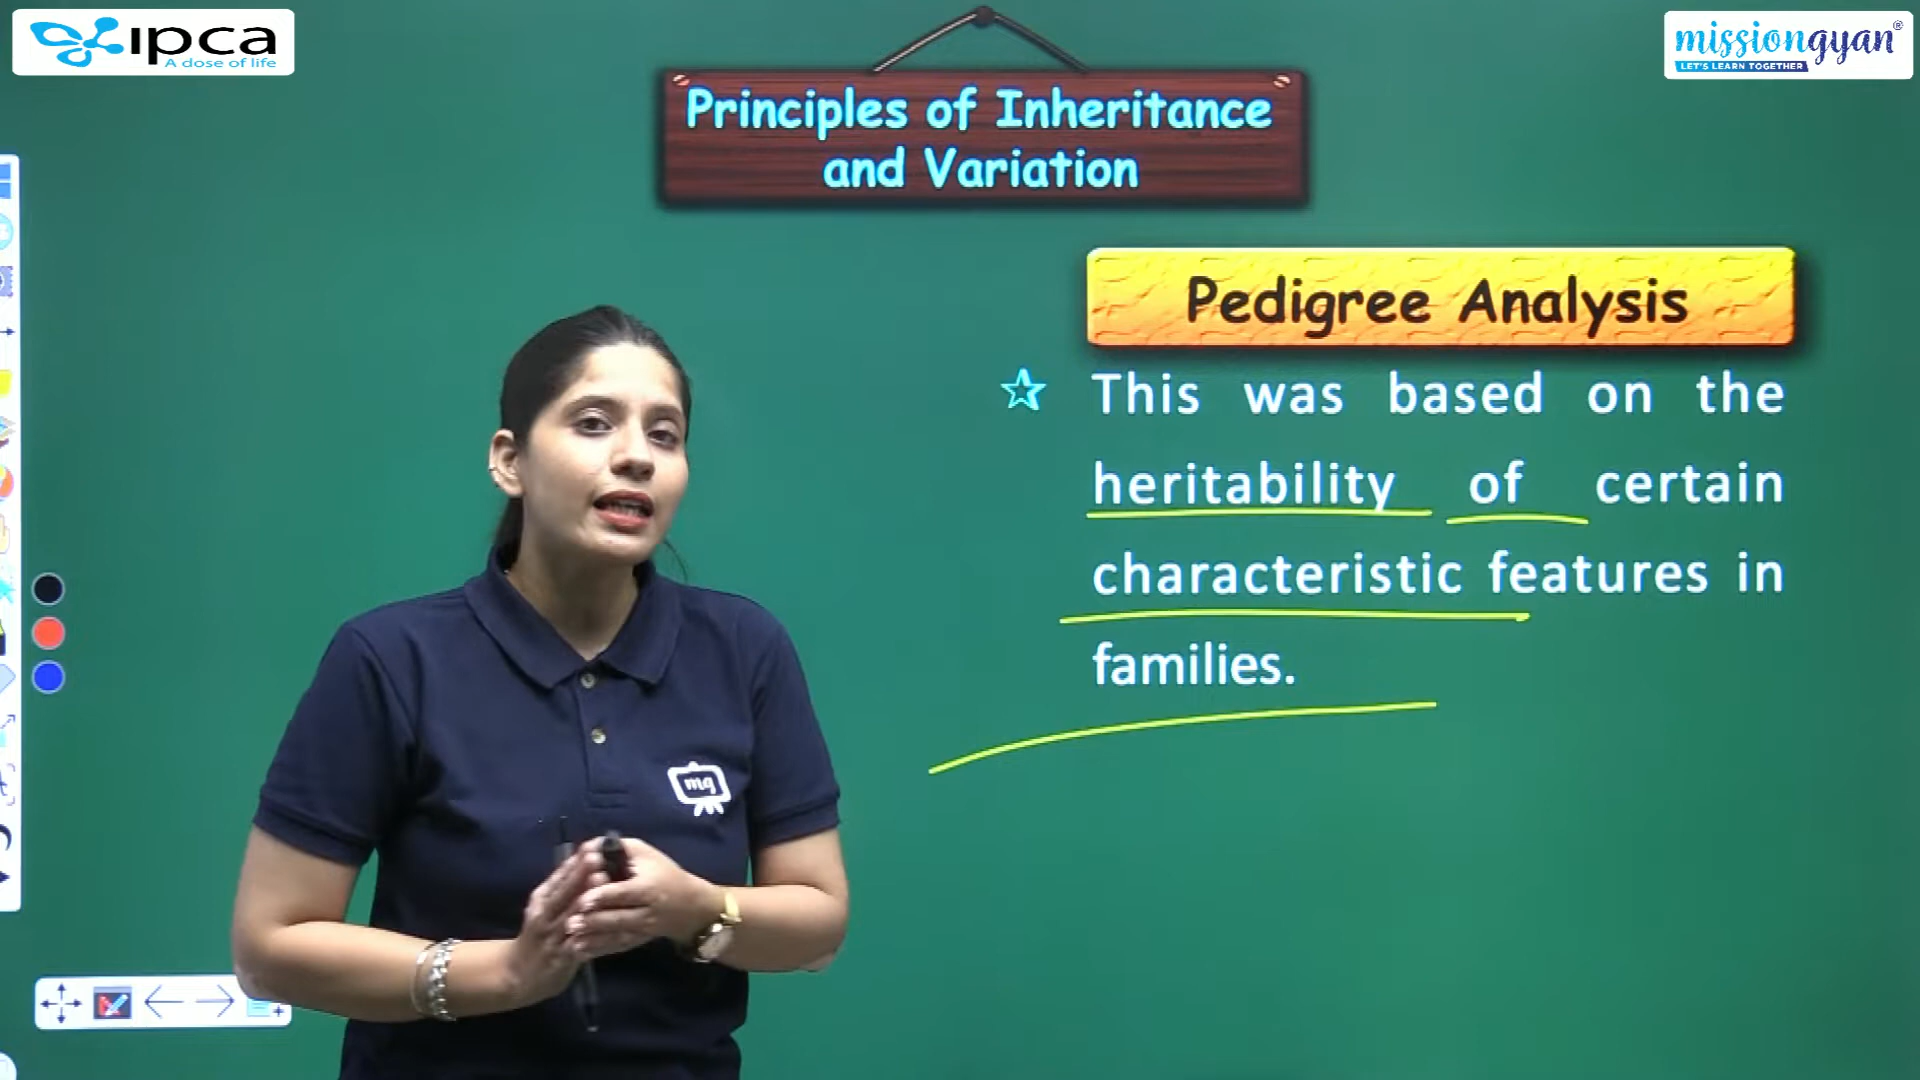 ipca
A dose of life
missiongyan®
LET'S LEARN TOGETHER
Principles of Inheritance
and Variation
Pedigree Analysis
This was based on the
heritability of certain
characteristic features in
families.
mg